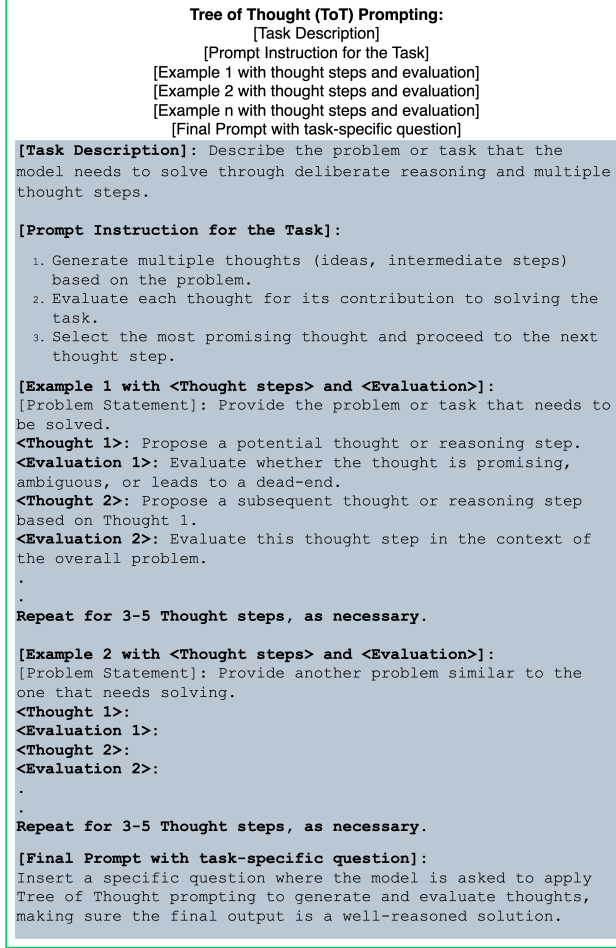 Tree of Thought (ToT) Prompting:
[Task Description]
[Prompt Instruction for the Task]
[Example 1 with thought steps and evaluation]
[Example 2 with thought steps and evaluation]
[Example n with thought steps and evaluation]
[Final Prompt with task-specific question]
[Task Description]: Describe the problem or task that the
model needs to solve through deliberate reasoning and multiple
thought steps.
[Prompt Instruction for the Task]:
1. Generate multiple thoughts (ideas, intermediate steps)
based on the problem.
2. Evaluate each thought for its contribution to solving the
task.
3. Select the most promising thought and proceed to the next
thought step.
[Example 1 with <Thought steps> and <Evaluation>]:
[Problem Statement]: Provide the problem or task that needs to
be solved.
<Thought 1>: Propose a potential thought or reasoning step.
<Evaluation 1>: Evaluate whether the thought is promising,
ambiguous, or leads to a dead-end.
<Thought 2>: Propose a subsequent thought or reasoning step
based on Thought 1.
<Evaluation 2>: Evaluate this thought step in the context of
the overall problem.
.
.
Repeat for 3-5 Thought steps, as necessary.
[Example 2 with <Thought steps> and <Evaluation>]:
[Problem Statement]: Provide another problem similar to the
one that needs solving.
<Thought 1>:
<Evaluation 1>:
<Thought 2>:
<Evaluation 2>:
.
.
Repeat for 3-5 Thought steps, as necessary.
[Final Prompt with task-specific question]:
Insert a specific question where the model is asked to apply
Tree of Thought prompting to generate and evaluate thoughts,
making sure the final output is a well-reasoned solution.